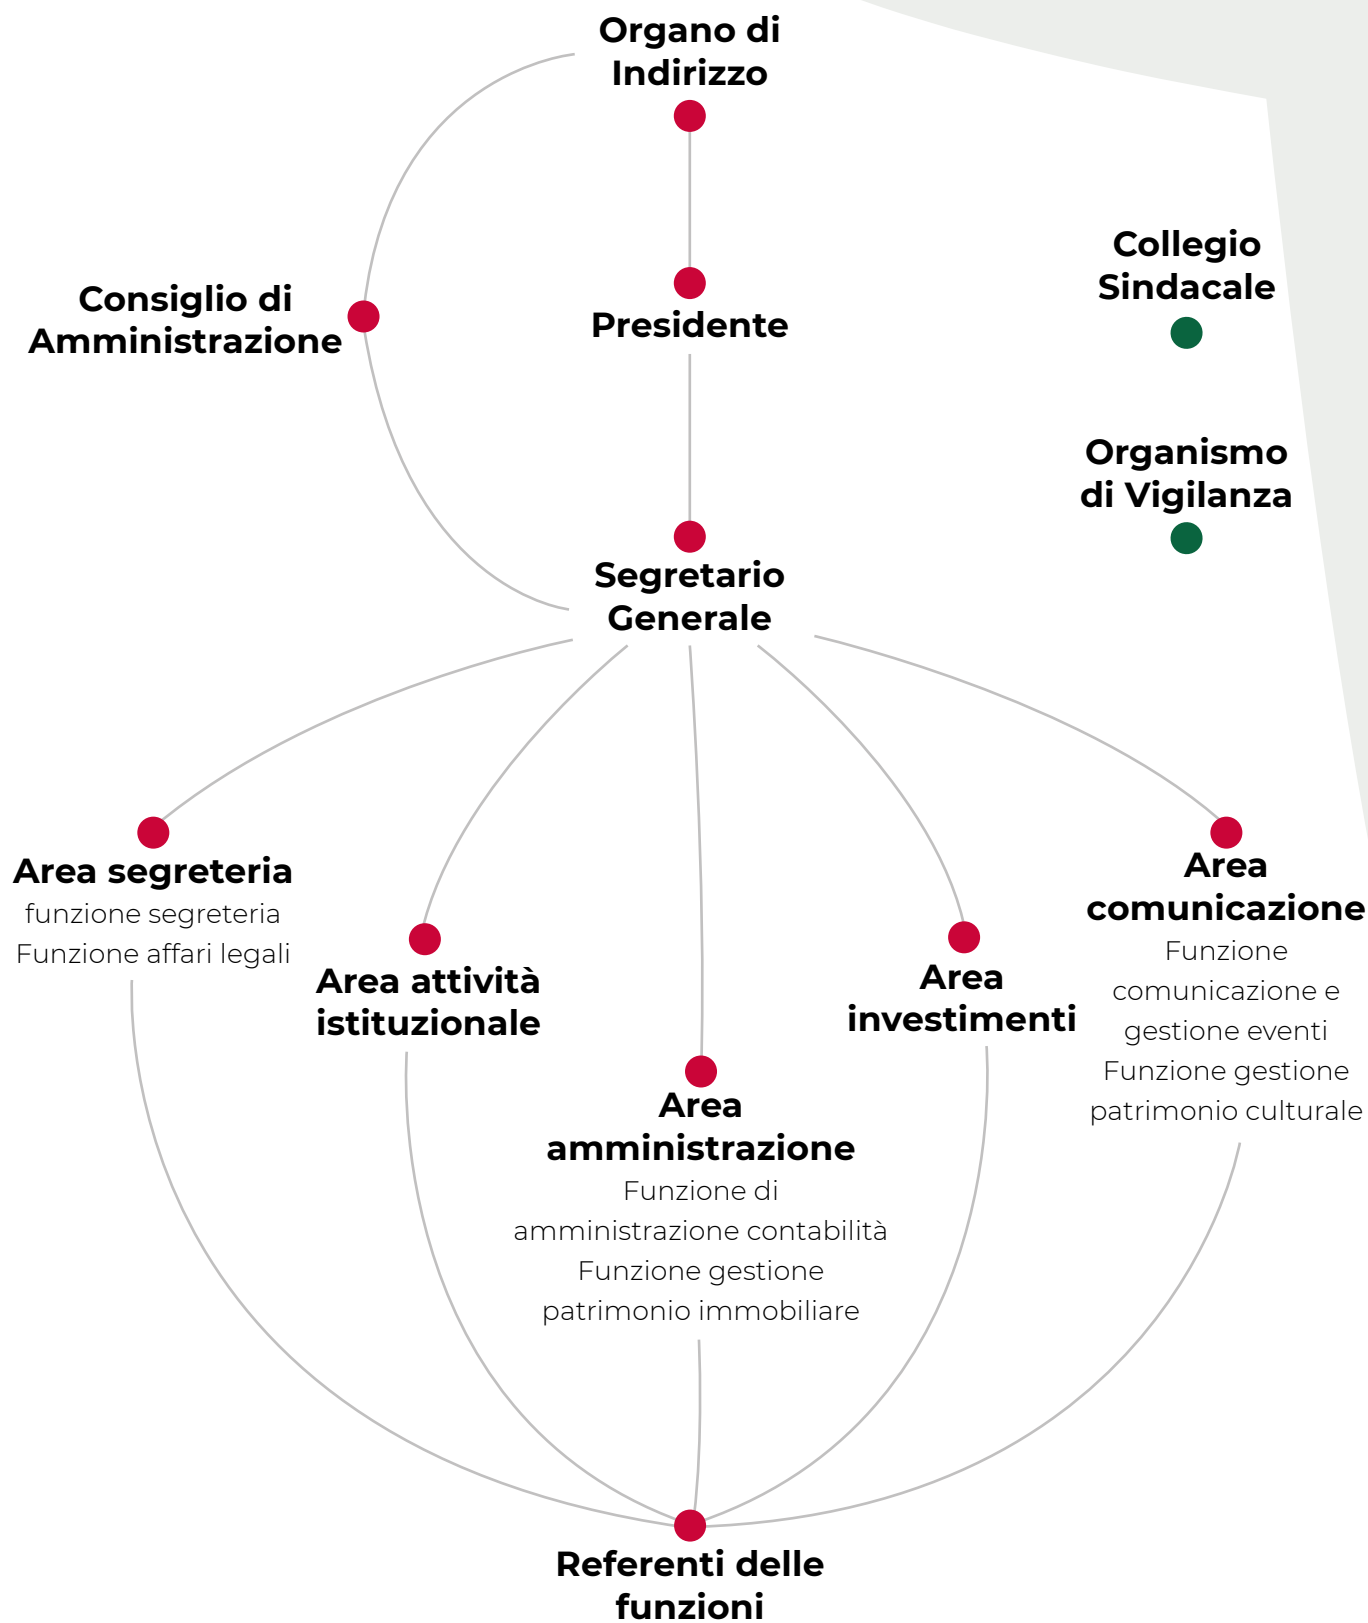 Organo di
Indirizzo
Consiglio di
Amministrazione
Presidente
Collegio
Sindacale
Organismo
di Vigilanza
Segretario
Generale
Area segreteria
funzione segreteria
Funzione affari legali
Area attività
istituzionale
Area
amministrazione
Funzione di
amministrazione contabilità
Funzione gestione
patrimonio immobiliare
Area
investimenti
Area
comunicazione
Funzione
comunicazione e
gestione eventi
Funzione gestione
patrimonio culturale
Referenti delle
funzioni